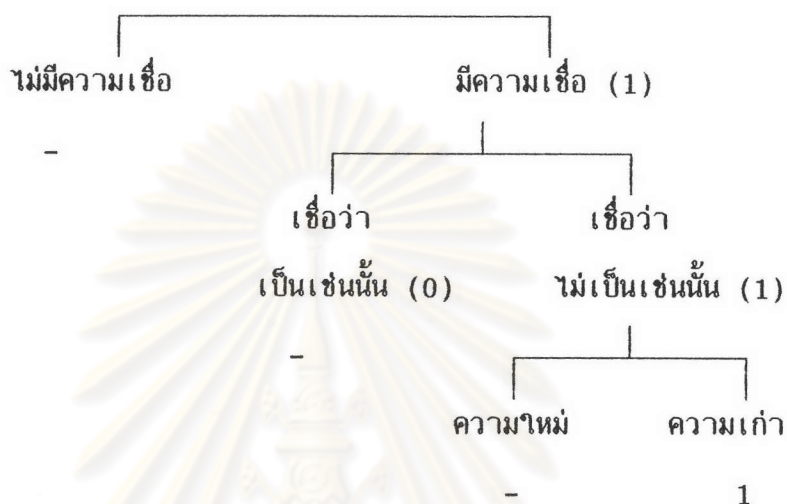 ไม่มีความเชื่อ มีความเชื่อ (1)
-
เชื่อว่า เชื่อว่า
เป็นเช่นนั้น (0) ไม่เป็นเช่นนั้น (1)
-
ความใหม่ ความเก่า
- 1